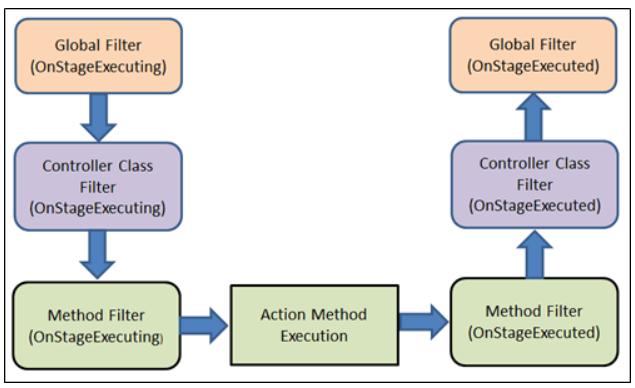 Global Filter
(OnStageExecuting)
Controller Class
Filter
(OnStageExecuting)
Method Filter
(OnStageExecuting)
Action Method
Execution
Method Filter
(OnStageExecuted)
Controller Class
Filter
(OnStageExecuted)
Global Filter
(OnStageExecuted)